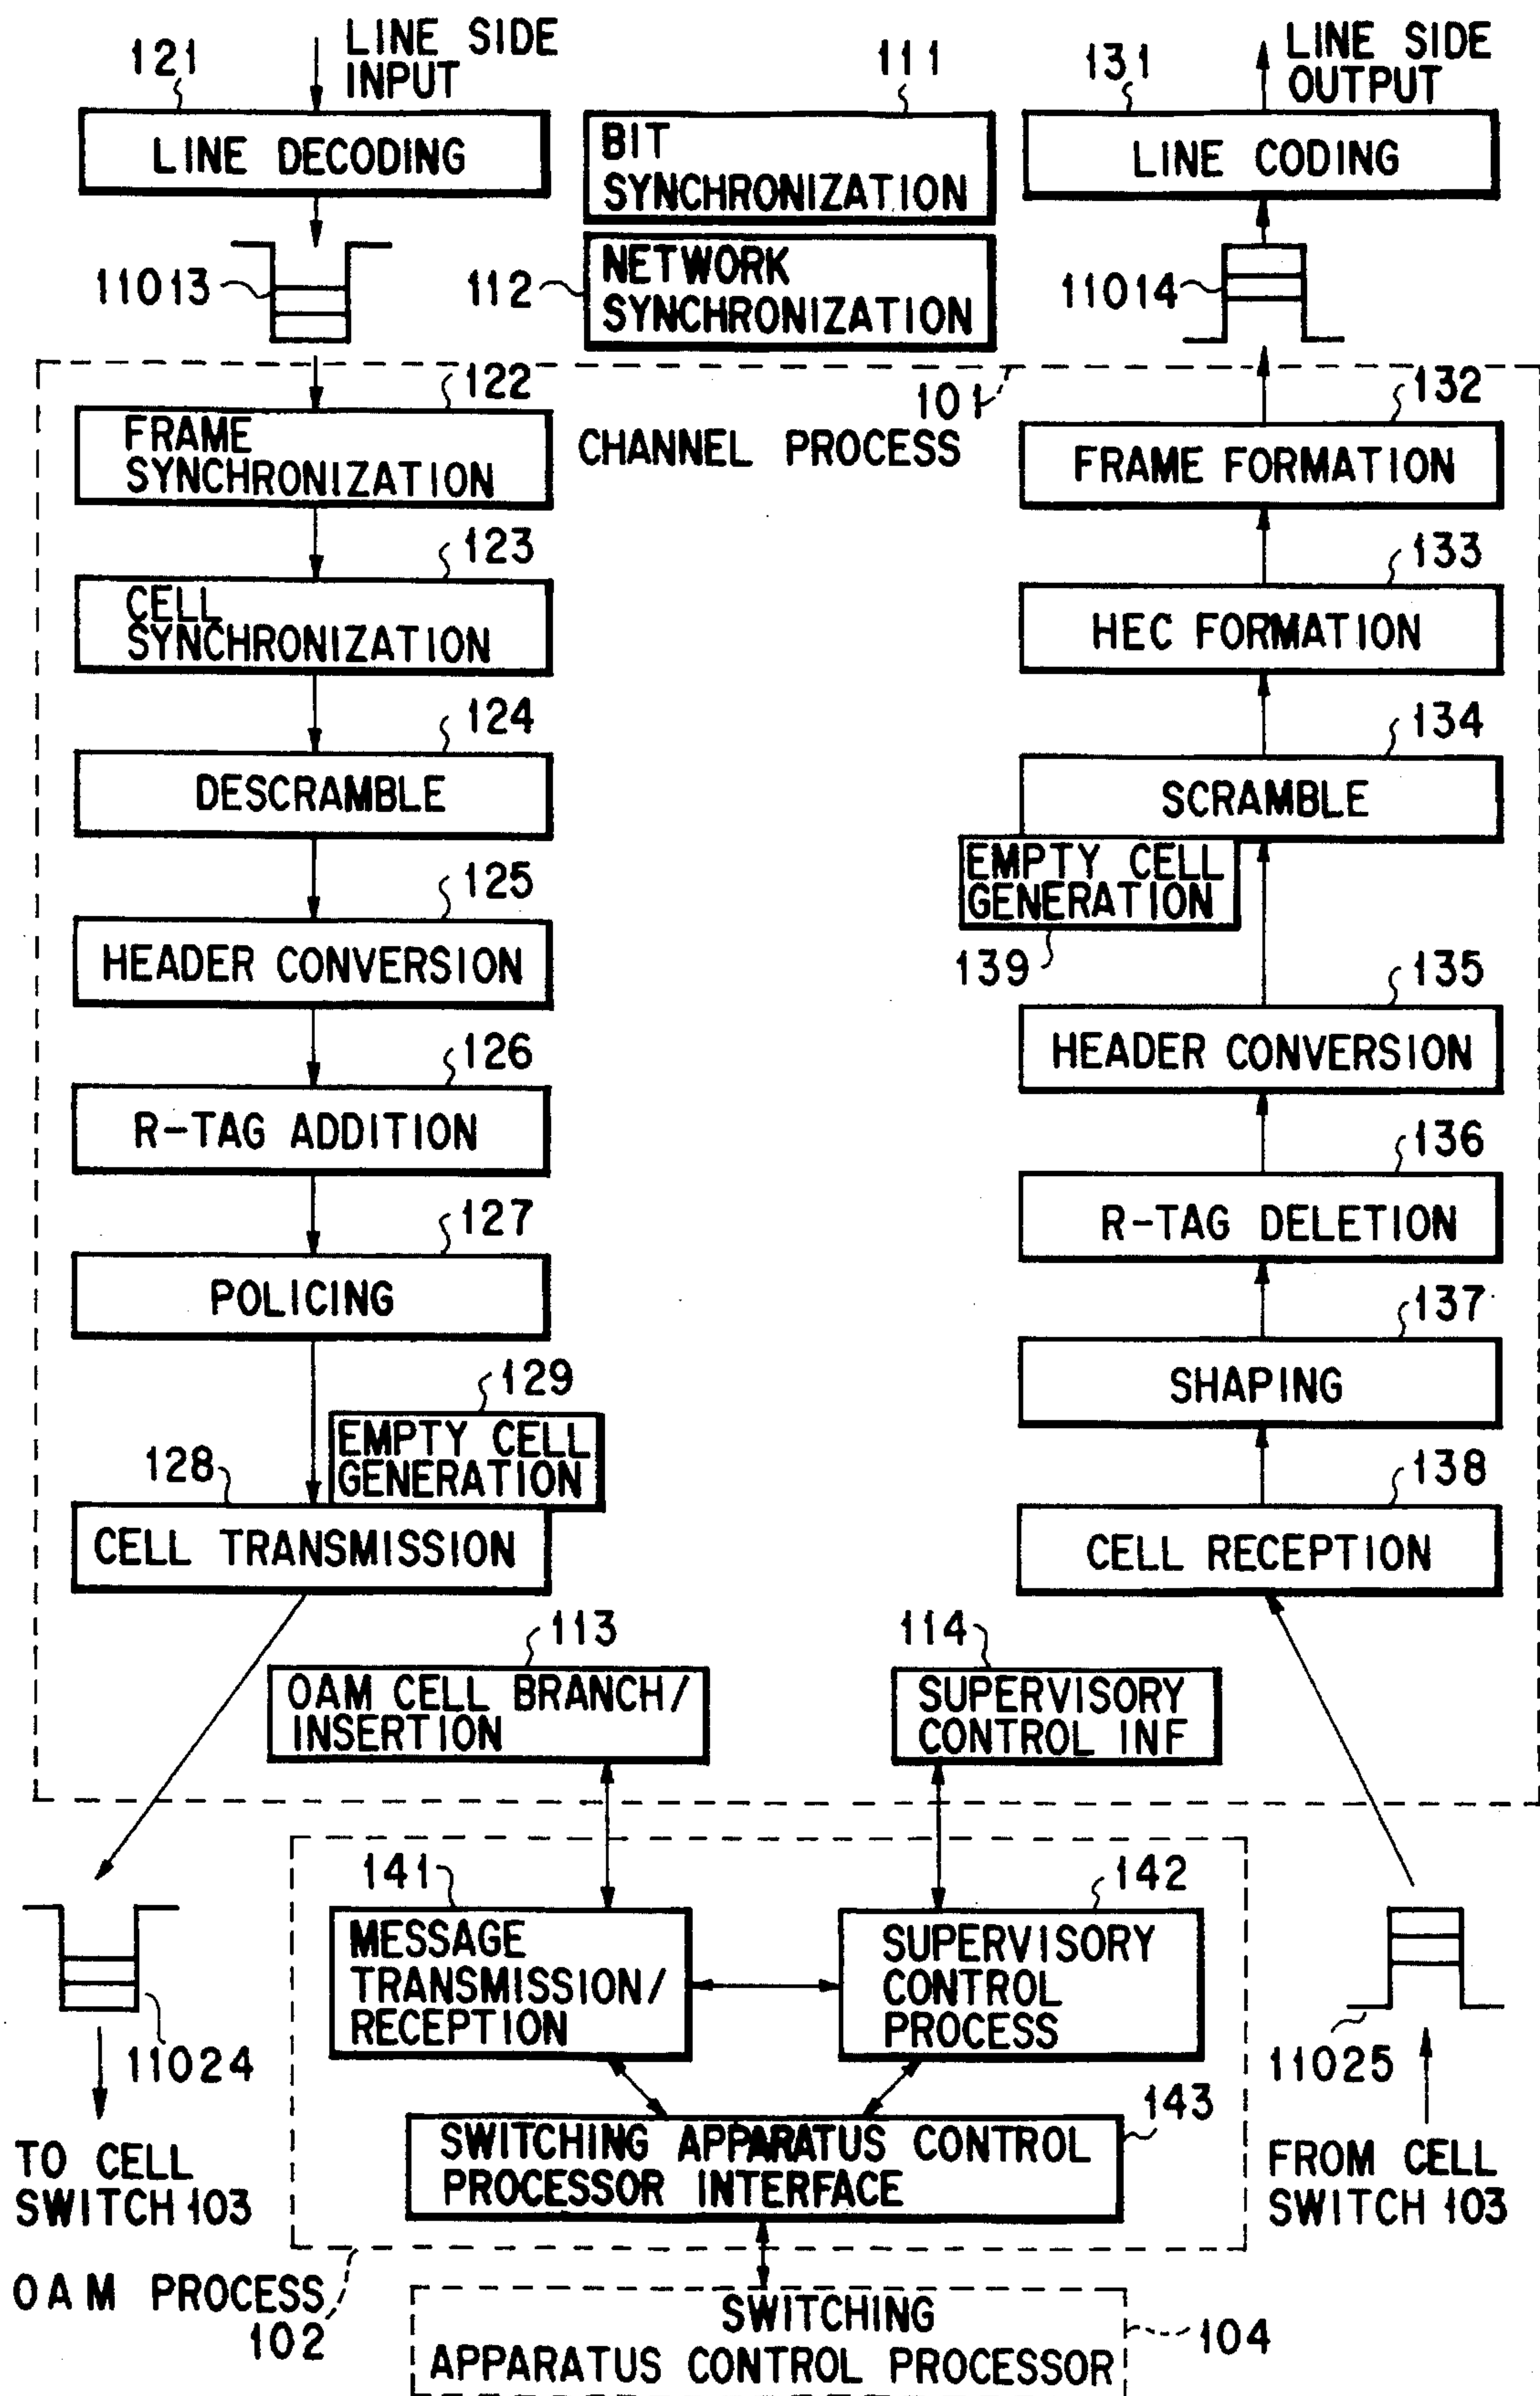 121
LINE SIDE
INPUT
111
131
LINE SIDE
OUTPUT
LINE DECODING
BIT
SYNCHRONIZATION
LINE CODING
11013
112
NETWORK
SYNCHRONIZATION
11014
122
101
132
FRAME
SYNCHRONIZATION
CHANNEL PROCESS
FRAME FORMATION
123
133
CELL
SYNCHRONIZATION
HEC FORMATION
124
134
DESCRAMBLE
SCRAMBLE
125
EMPTY CELL
GENERATION
139
HEADER CONVERSION
135
126
HEADER CONVERSION
R-TAG ADDITION
136
127
R-TAG DELETION
POLICING
137
129
SHAPING
EMPTY CELL
GENERATION
128
138
CELL TRANSMISSION
CELL RECEPTION
113
114
OAM CELL BRANCH/
INSERTION
SUPERVISORY
CONTROL INF
141
142
MESSAGE
TRANSMISSION/
RECEPTION
SUPERVISORY
CONTROL
PROCESS
11024
11025
143
TO CELL
SWITCH 103
SWITCHING APPARATUS CONTROL
PROCESSOR INTERFACE
FROM CELL
SWITCH 103
OAM PROCESS
102
SWITCHING
APPARATUS CONTROL PROCESSOR
104